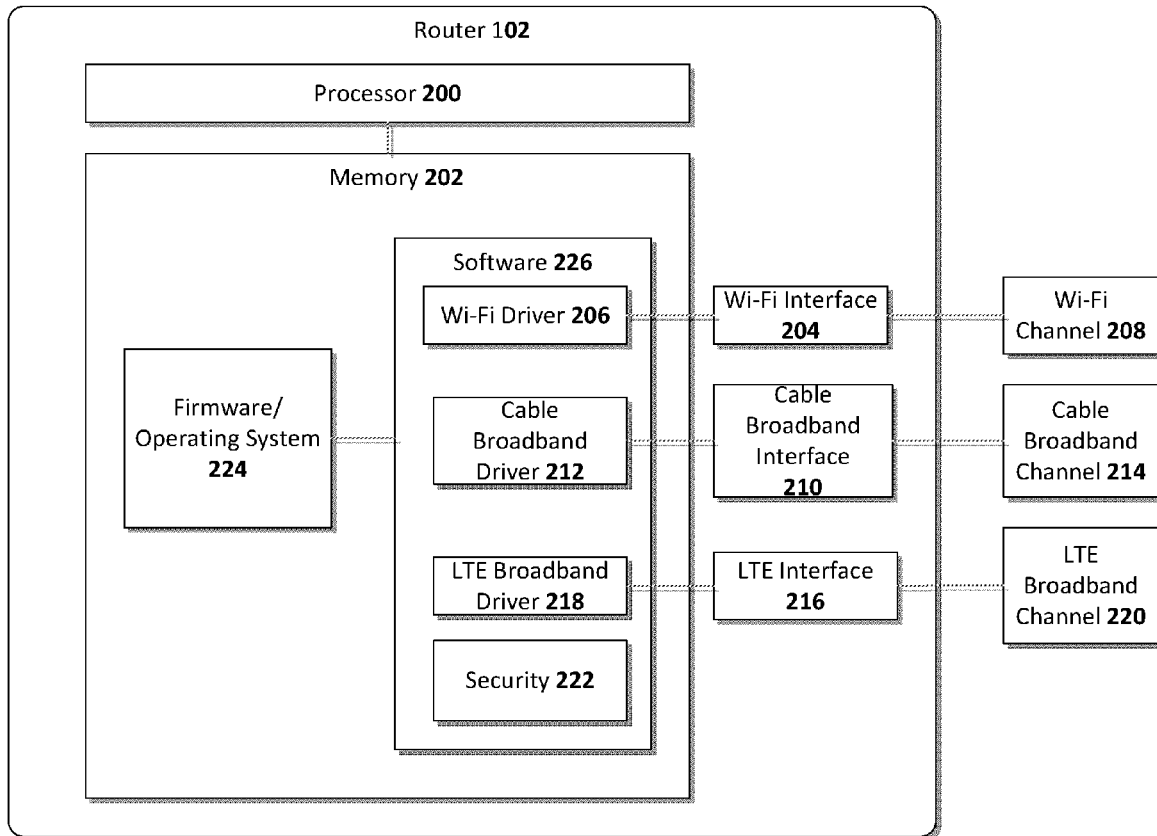 Router 102
Processor 200
Memory 202
Software 226
Wi-Fi Driver 206
Wi-Fi Interface
204
Wi-Fi
Channel 208
Firmware/
Operating System
224
Cable
Broadband
Driver 212
Cable
Broadband
Interface
210
Cable
Broadband
Channel 214
LTE Broadband
Driver 218
LTE Interface
216
LTE
Broadband
Channel 220
Security 222